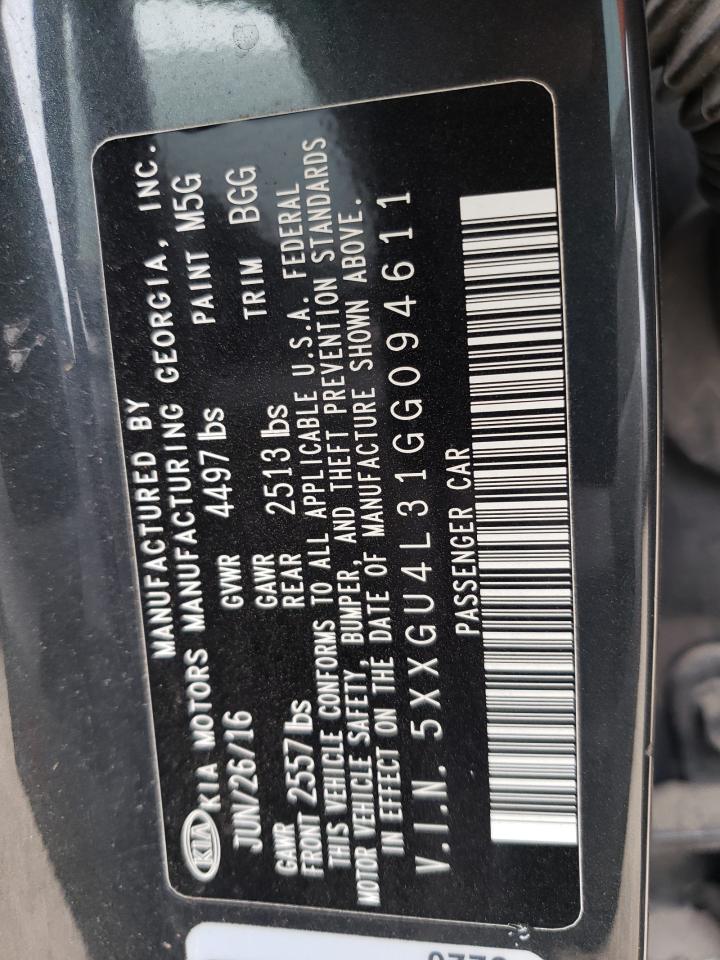 MANUFACTURED BY
KIA KIA MOTORS MANUFACTURING GEORGIA, INC.
JUN/26/16 GVWR 4497 lbs PAINT M5G
GAWR FRONT 2557 lbs GAWR REAR 2513 lbs TRIM BGG
THIS VEHICLE CONFORMS TO ALL APPLICABLE U.S.A. FEDERAL
MOTOR VEHICLE SAFETY, BUMPER, AND THEFT PREVENTION STANDARDS
IN EFFECT ON THE DATE OF MANUFACTURE SHOWN ABOVE.
V.I.N. 5XXGU4L31GG094611
PASSENGER CAR